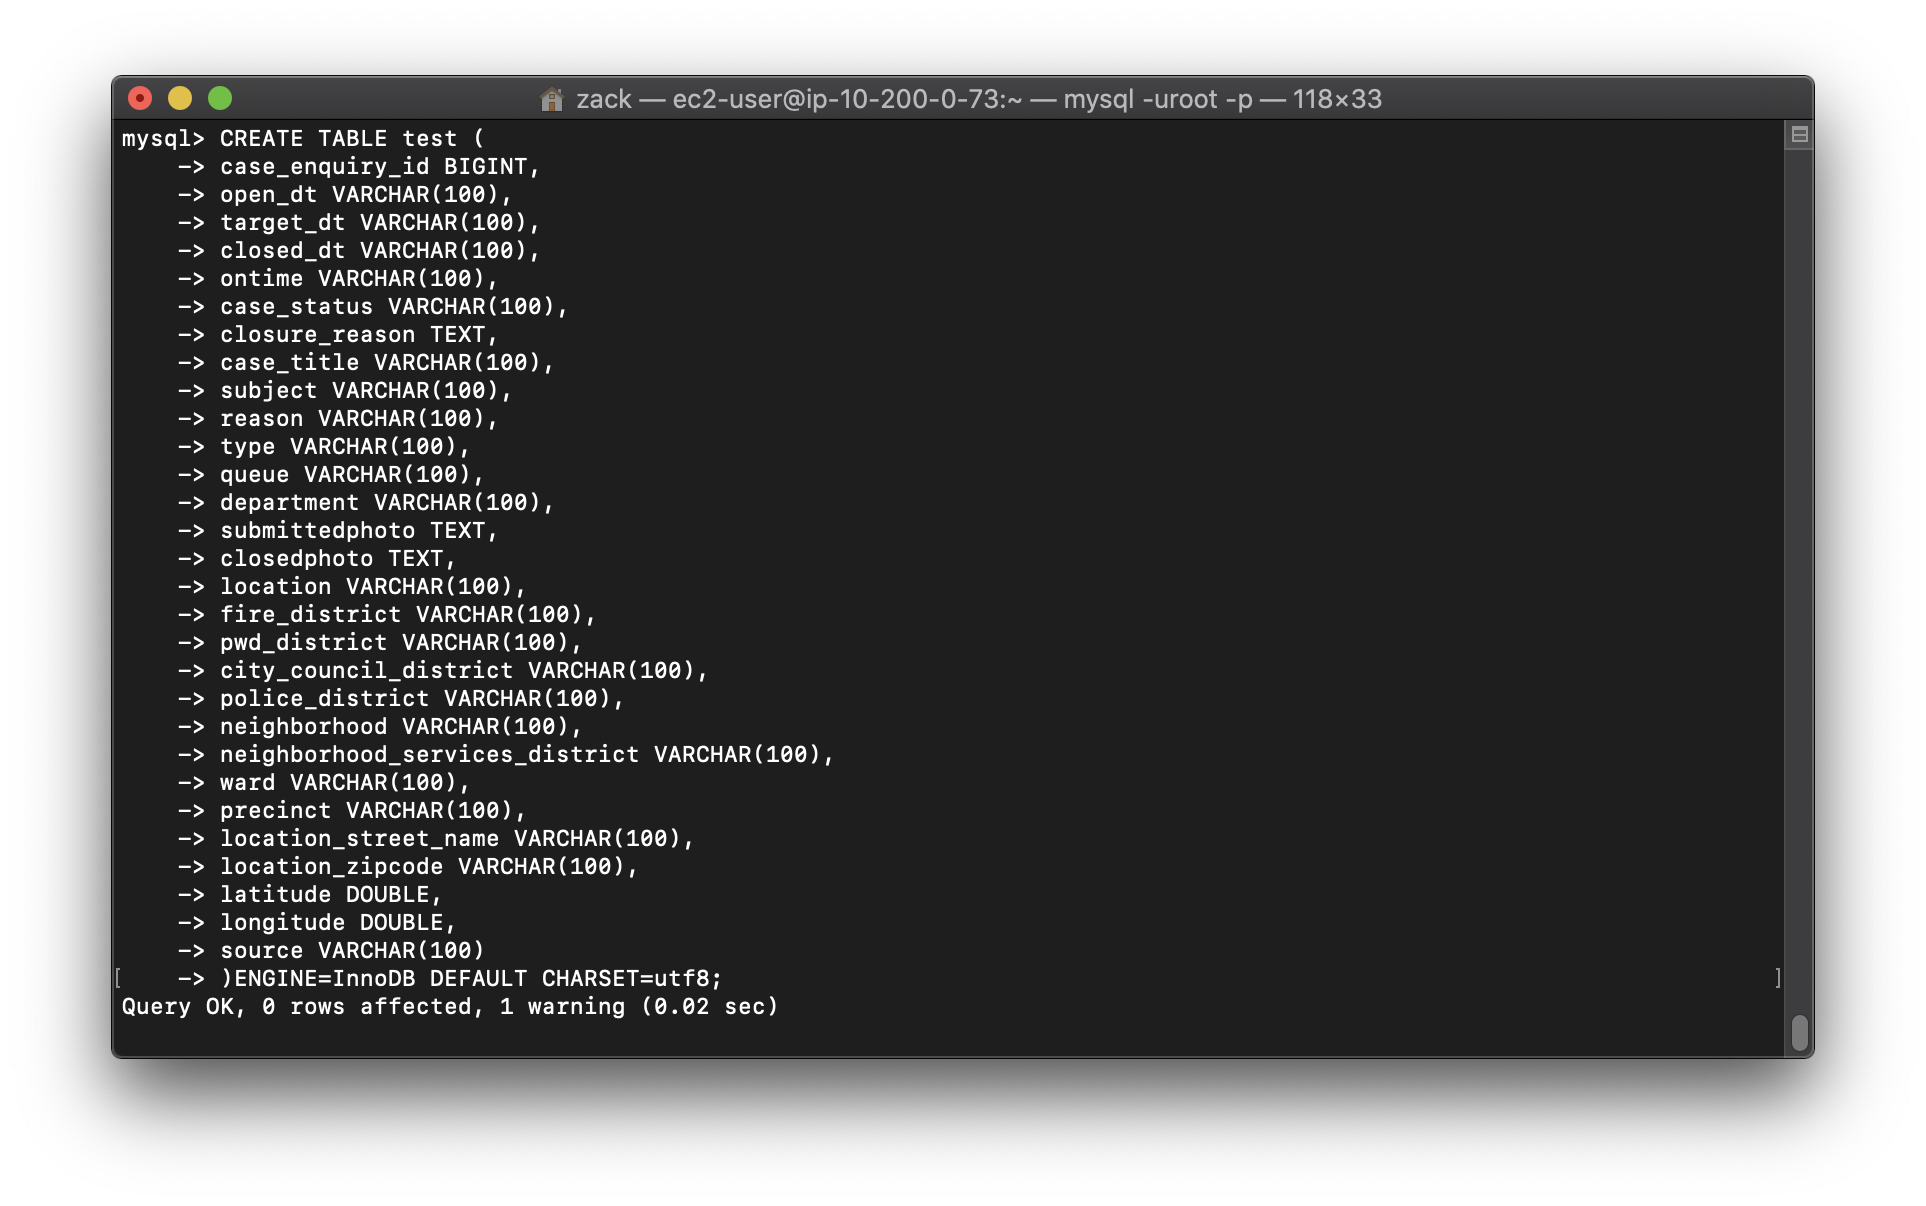 zack — ec2-user@ip-10-200-0-73:~ — mysql -uroot -p — 118×33
mysql> CREATE TABLE test (
    -> case_enquiry_id BIGINT,
    -> open_dt VARCHAR(100),
    -> target_dt VARCHAR(100),
    -> closed_dt VARCHAR(100),
    -> ontime VARCHAR(100),
    -> case_status VARCHAR(100),
    -> closure_reason TEXT,
    -> case_title VARCHAR(100),
    -> subject VARCHAR(100),
    -> reason VARCHAR(100),
    -> type VARCHAR(100),
    -> queue VARCHAR(100),
    -> department VARCHAR(100),
    -> submittedphoto TEXT,
    -> closedphoto TEXT,
    -> location VARCHAR(100),
    -> fire_district VARCHAR(100),
    -> pwd_district VARCHAR(100),
    -> city_council_district VARCHAR(100),
    -> police_district VARCHAR(100),
    -> neighborhood VARCHAR(100),
    -> neighborhood_services_district VARCHAR(100),
    -> ward VARCHAR(100),
    -> precinct VARCHAR(100),
    -> location_street_name VARCHAR(100),
    -> location_zipcode VARCHAR(100),
    -> latitude DOUBLE,
    -> longitude DOUBLE,
    -> source VARCHAR(100)
[    -> )ENGINE=InnoDB DEFAULT CHARSET=utf8; ]
Query OK, 0 rows affected, 1 warning (0.02 sec)